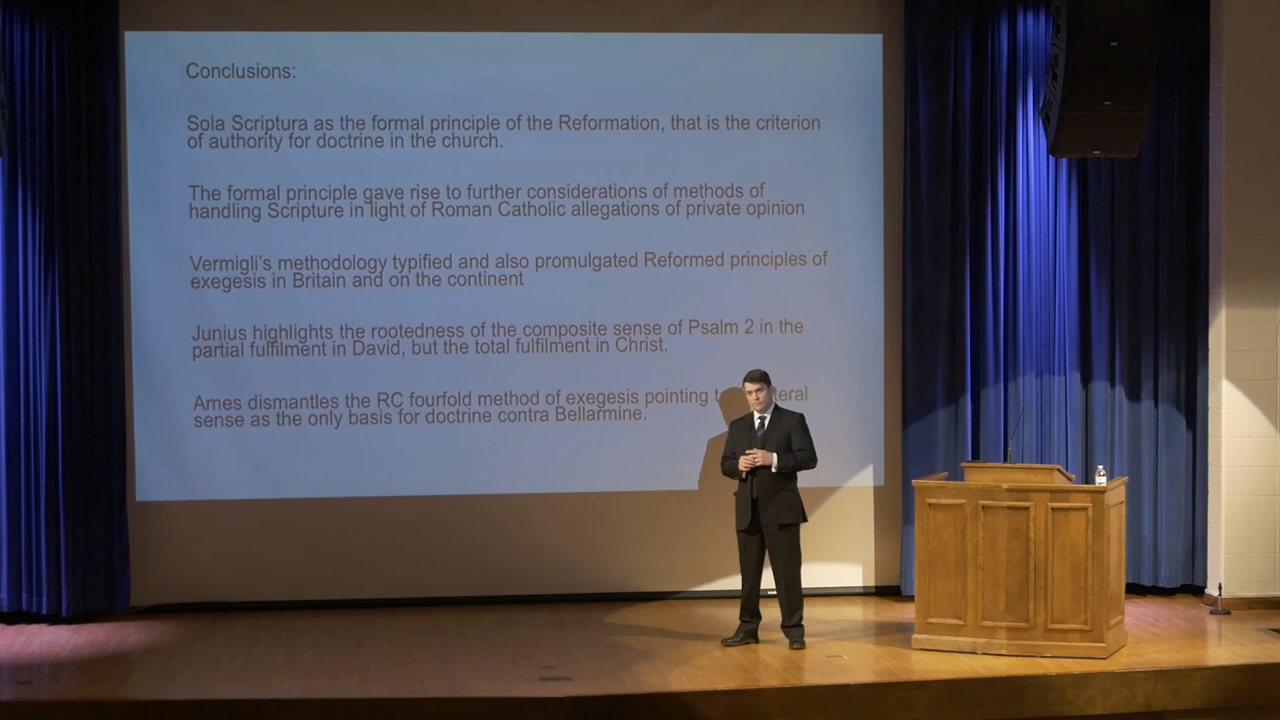 Conclusions:
Sola Scriptura as the formal principle of the Reformation, that is the criterion
of authority for doctrine in the church.
The formal principle gave rise to further considerations of methods of
handling Scripture in light of Roman Catholic allegations of private opinion
Vermigli's methodology typified and also promulgated Reformed principles of
exegesis in Britain and on the continent
Junius highlights the rootedness of the composite sense of Psalm 2 in the
partial fulfilment in David, but the total fulfilment in Christ.
Ames dismantles the RC fourfold method of exegesis pointing
sense as the only basis for doctrine contra Bellarmine.